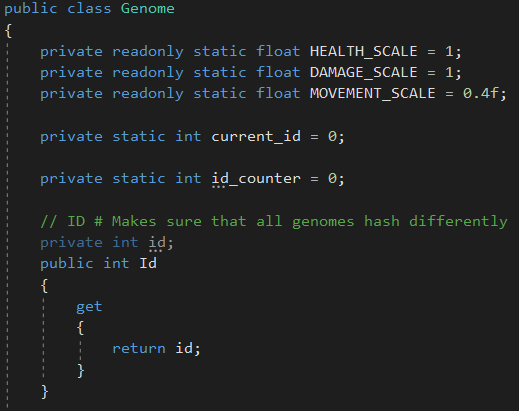 public class Genome
{
private readonly static float HEALTH_SCALE = 1;
private readonly static float DAMAGE_SCALE = 1;
private readonly static float MOVEMENT_SCALE = 0.4f;
private static int current_id = 0;
private static int id_counter = 0;
// ID # Makes sure that all genomes hash differently
private int id;
public int Id
{
get
{
return id;
}
}